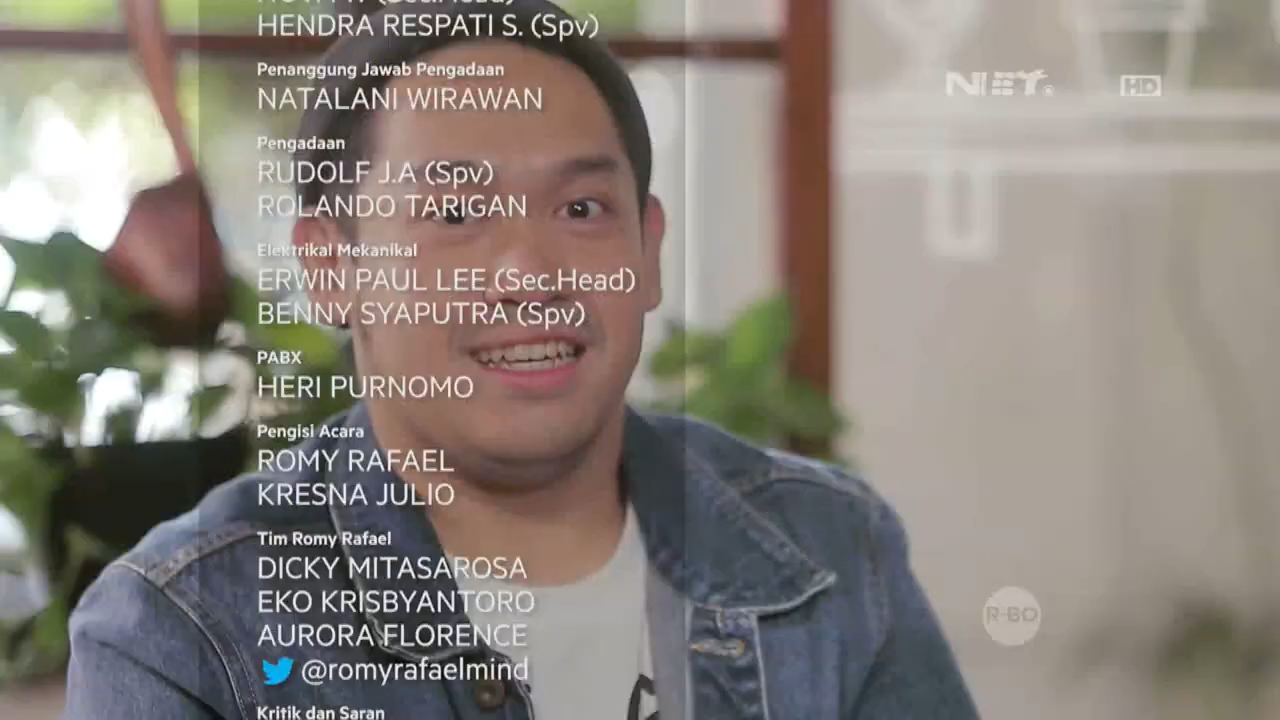 HENDRA RESPATI S. (Spv)
Penanggung Jawab Pengadaan
NATALANI WIRAWAN
Pengadaan
RUDOLF J.A (Spv)
ROLANDO TARIGAN
Elektrikal Mekanikal
ERWIN PAUL LEE (Sec.Head)
BENNY SYAPUTRA (Spv)
PABX
HERI PURNOMO
Pengisi Acara
ROMY RAFAEL
KRESNA JULIO
Tim Romy Rafael
DICKY MITASAROSA
EKO KRISBYANTORO
AURORA FLORENCE
@romyrafaelmind
Kritik dan Saran
NET.
HD
R-BO